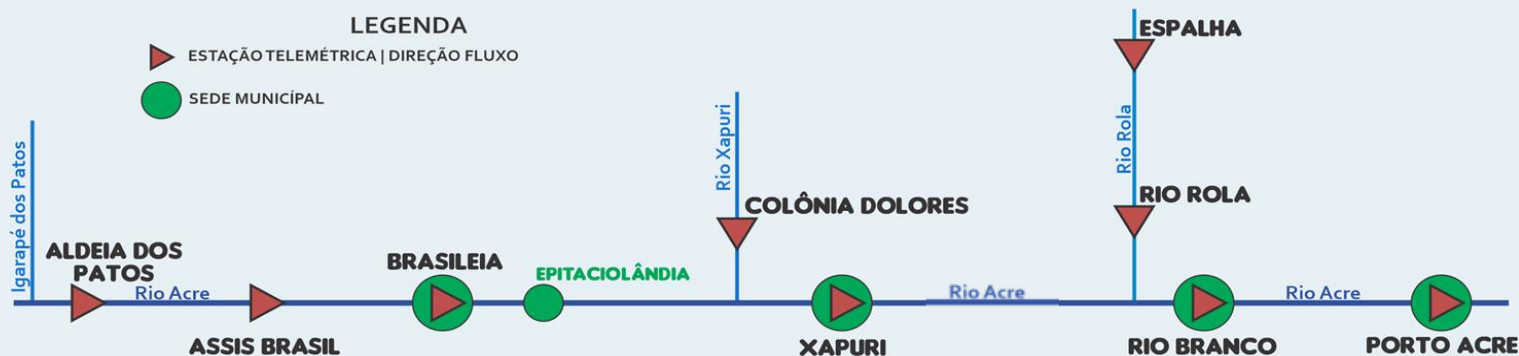 LEGENDA
ESTAÇÃO TELEMÉTRICA | DIREÇÃO FLUXO
SEDE MUNICÍPAL
ESPALHA
Igarapé dos Patos
Rio Xapuri
Rio Rola
COLÔNIA DOLORES
RIO ROLA
ALDEIA DOS
PATOS
BRASILEIA
EPITACIOLÂNDIA
Rio Acre
Rio Acre
Rio Acre
ASSIS BRASIL
XAPURI
RIO BRANCO
PORTO ACRE